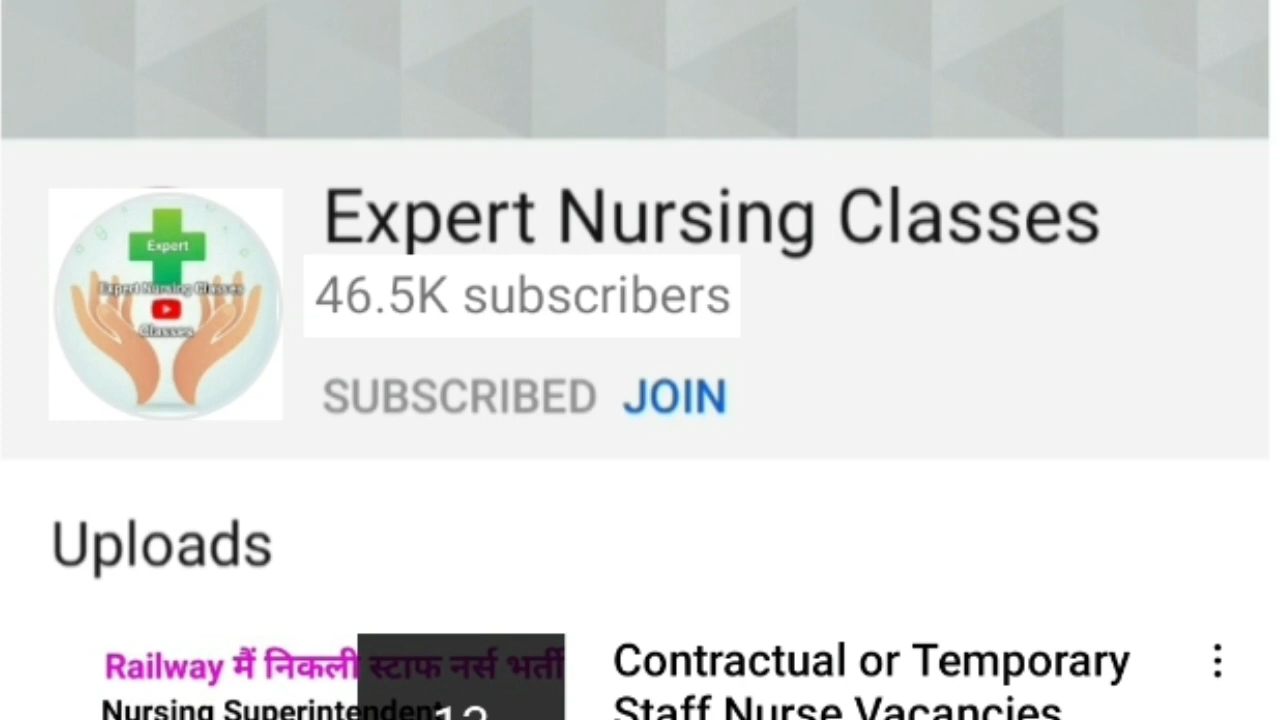 Expert
Expert Nursing Classes
Classes
Expert Nursing Classes
46.5K subscribers
SUBSCRIBED JOIN
Uploads
Railway मैं निकली स्टाफ नर्स भर्ती
Nursing Superintendent
12
Contractual or Temporary
Staff Nurse Vacancies